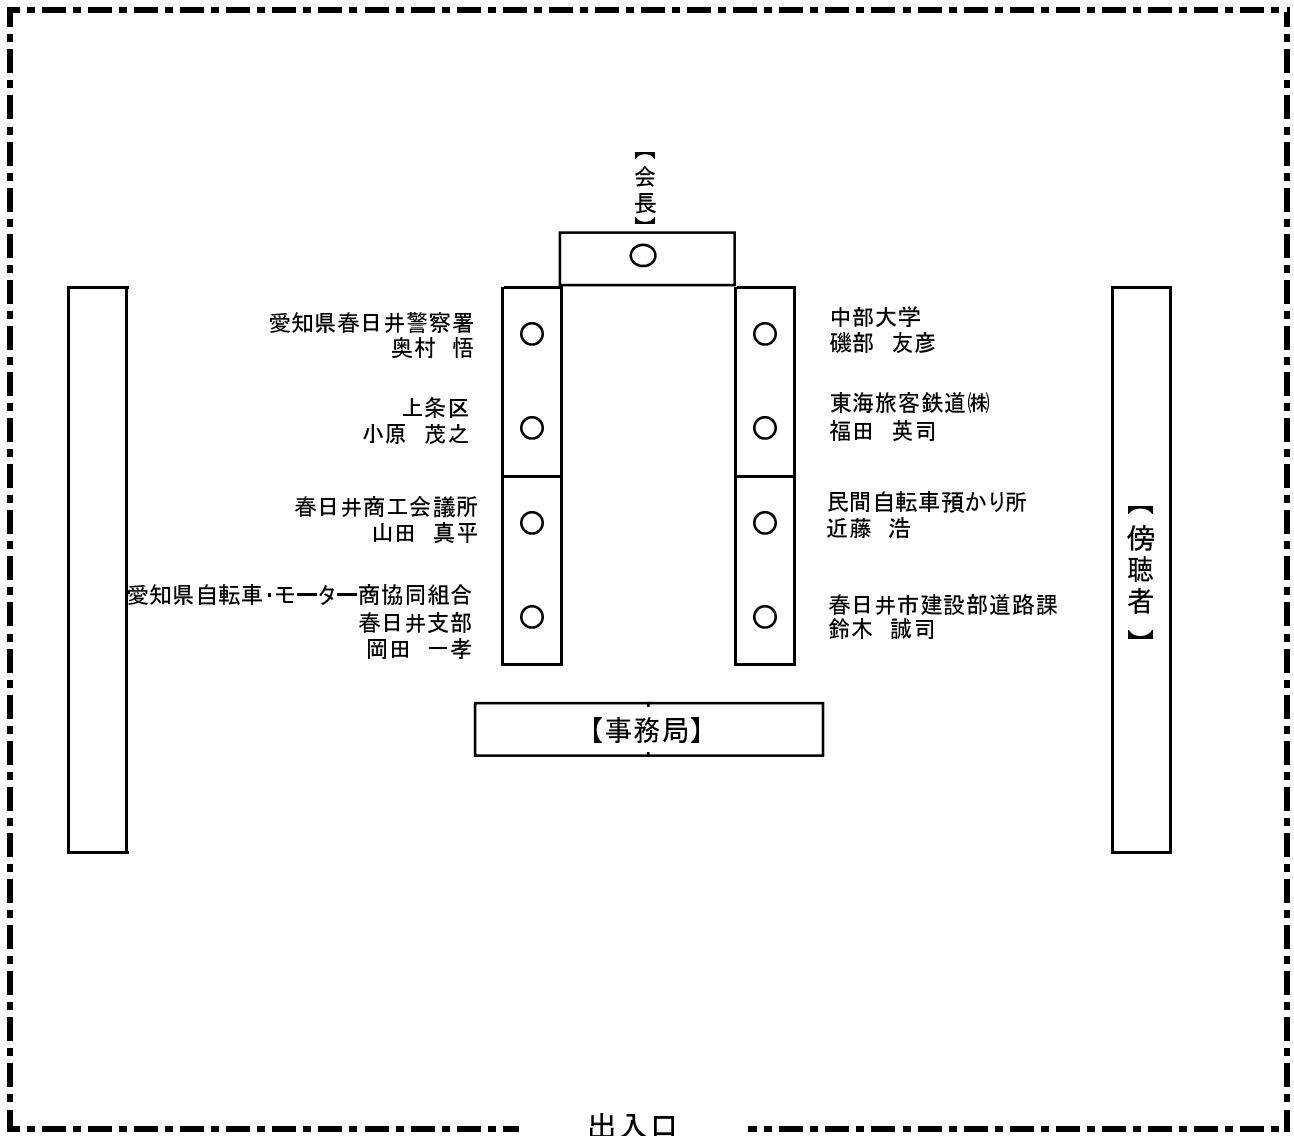 【会長】
愛知県春日井警察署
奥村　悟
上条区
小原　茂之
春日井商工会議所
山田　真平
愛知県自転車・モーター商協同組合
春日井支部
岡田　一孝
中部大学
磯部　友彦
東海旅客鉄道㈱
福田　英司
民間自転車預かり所
近藤　浩
春日井市建設部道路課
鈴木　誠司
【傍聴者】
【事務局】
出入口